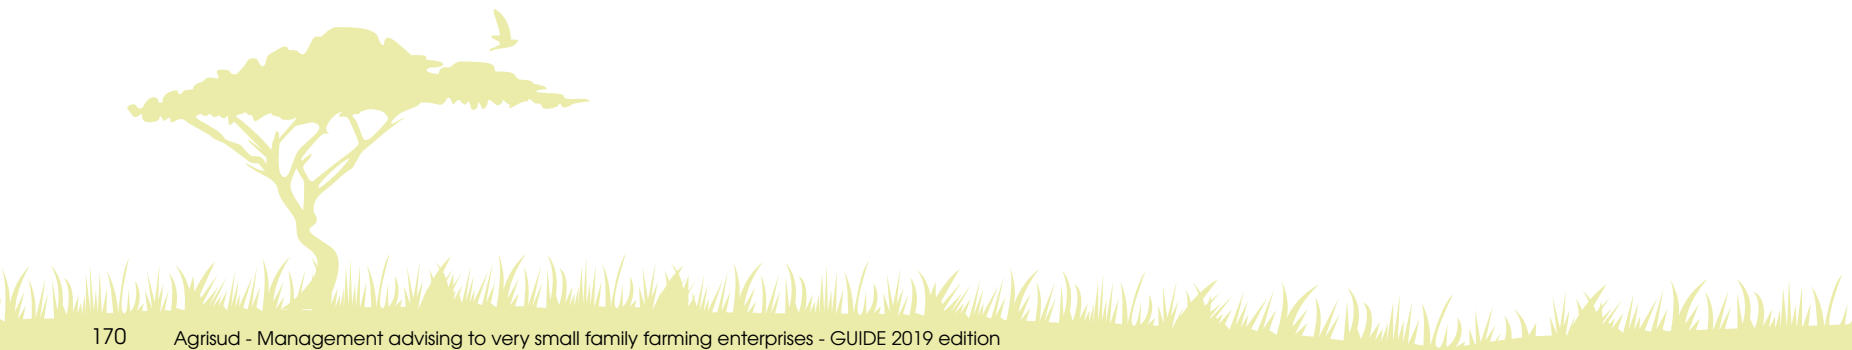 170 Agrisud - Management advising to very small family farming enterprises - GUIDE 2019 edition